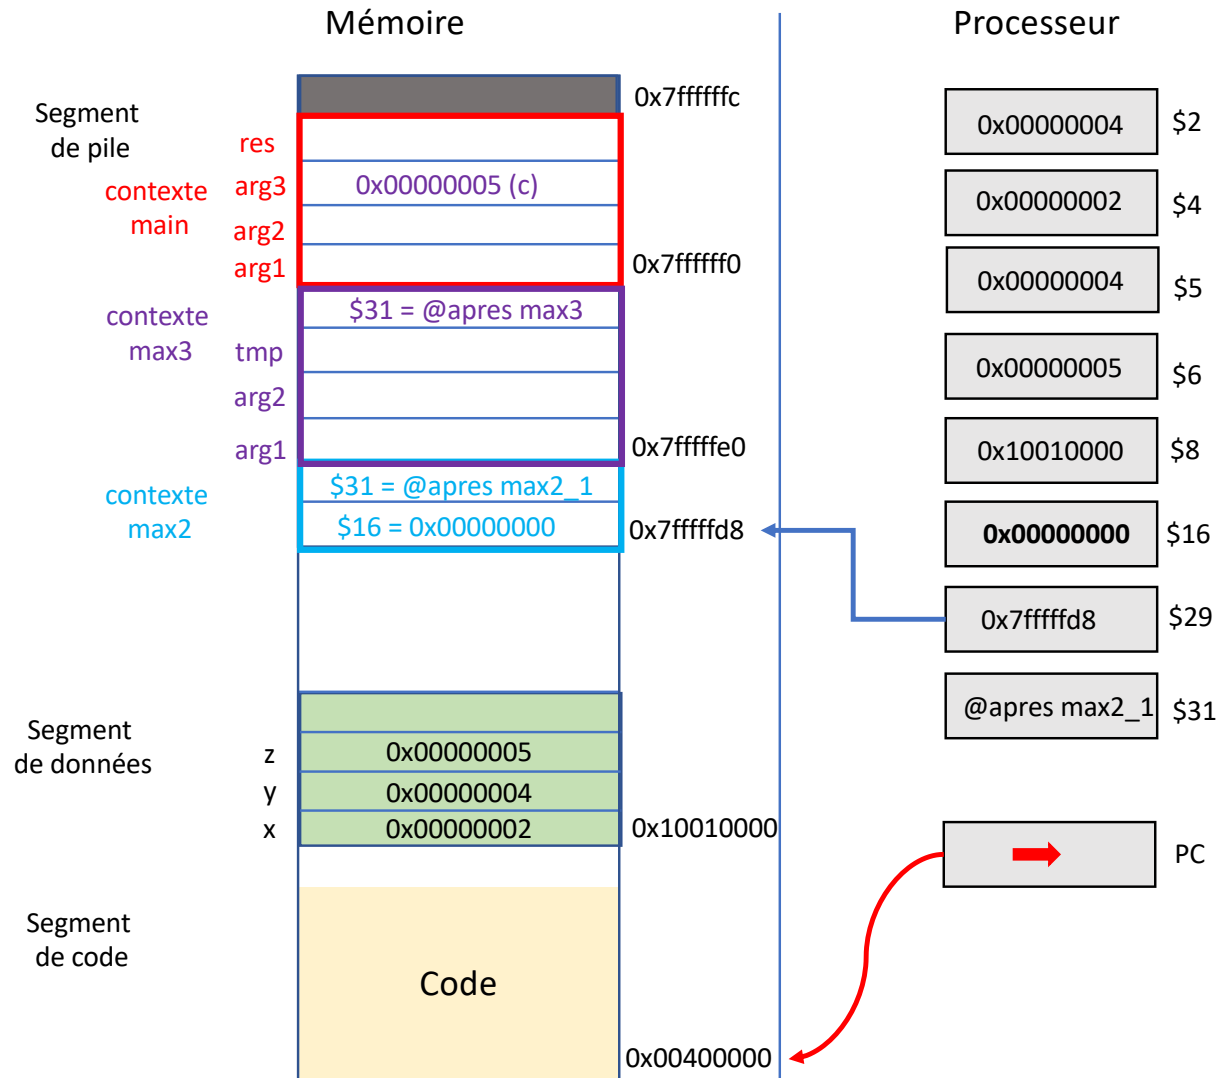 Mémoire
Processeur
Segment
de pile
0x7ffffffc
res
contexte
main
arg3
0x00000005 (c)
arg2
arg1
0x7ffffff0
contexte
max3
$31 = @apres max3
tmp
arg2
arg1
0x7fffffe0
contexte
max2
$31 = @apres max2_1
$16 = 0x00000000
0x7fffffd8
Segment
de données
z
0x00000005
y
0x00000004
x
0x00000002
0x10010000
Segment
de code
Code
0x00400000
0x00000004
$2
0x00000002
$4
0x00000004
$5
0x00000005
$6
0x10010000
$8
0x00000000
$16
0x7fffffd8
$29
@apres max2_1
$31
PC